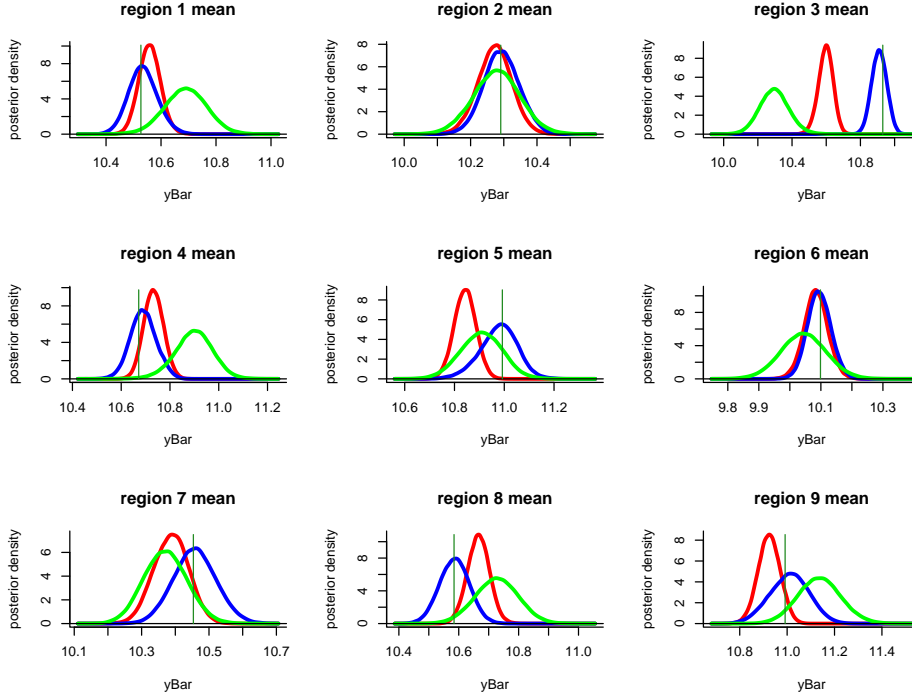 region 1 mean
posterior density
0 4 8
10.4 10.6 10.8 11.0
yBar
region 2 mean
posterior density
0 2 4 6 8
10.0 10.2 10.4
yBar
region 3 mean
posterior density
0 2 4 6 8
10.0 10.4 10.8
yBar
region 4 mean
posterior density
0 4 8
10.4 10.6 10.8 11.0 11.2
yBar
region 5 mean
posterior density
0 2 4 6 8
10.6 10.8 11.0 11.2
yBar
region 6 mean
posterior density
0 4 8
9.8 9.9 10.1 10.3
yBar
region 7 mean
posterior density
0 2 4 6
10.1 10.3 10.5 10.7
yBar
region 8 mean
posterior density
0 4 8
10.4 10.6 10.8 11.0
yBar
region 9 mean
posterior density
0 2 4 6 8
10.8 11.0 11.2 11.4
yBar